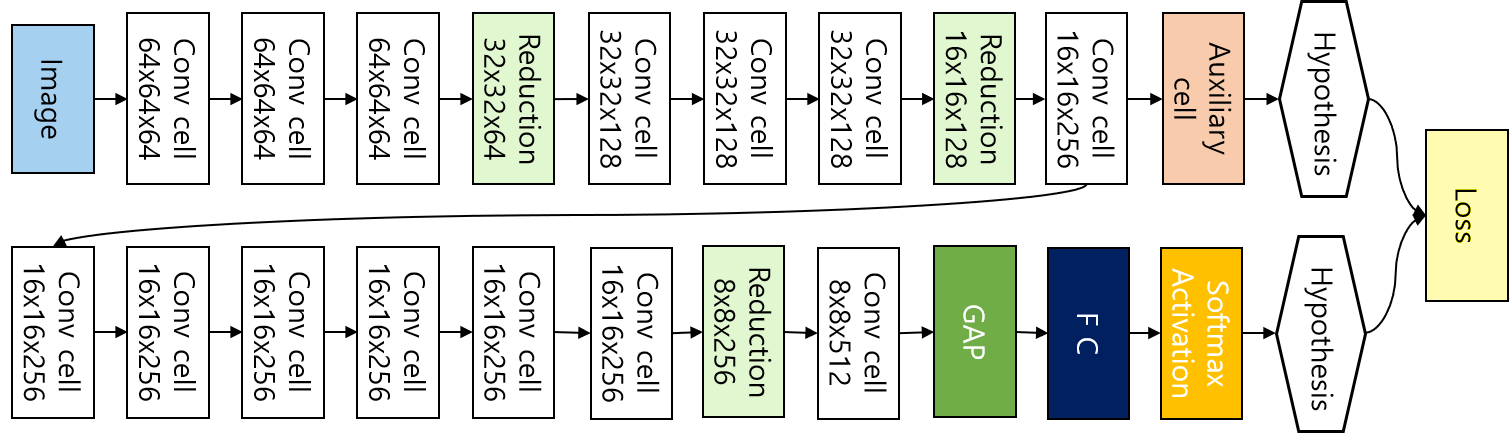 Image
Conv cell
64x64x64
Conv cell
64x64x64
Conv cell
64x64x64
Reduction
32x32x64
Conv cell
32x32x128
Conv cell
32x32x128
Conv cell
32x32x128
Reduction
16x16x128
Conv cell
16x16x256
Auxiliary
cell
Hypothesis
Loss
Conv cell
16x16x256
Conv cell
16x16x256
Conv cell
16x16x256
Conv cell
16x16x256
Conv cell
16x16x256
Conv cell
16x16x256
Reduction
8x8x256
Conv cell
8x8x512
GAP
F C
Softmax
Activation
Hypothesis